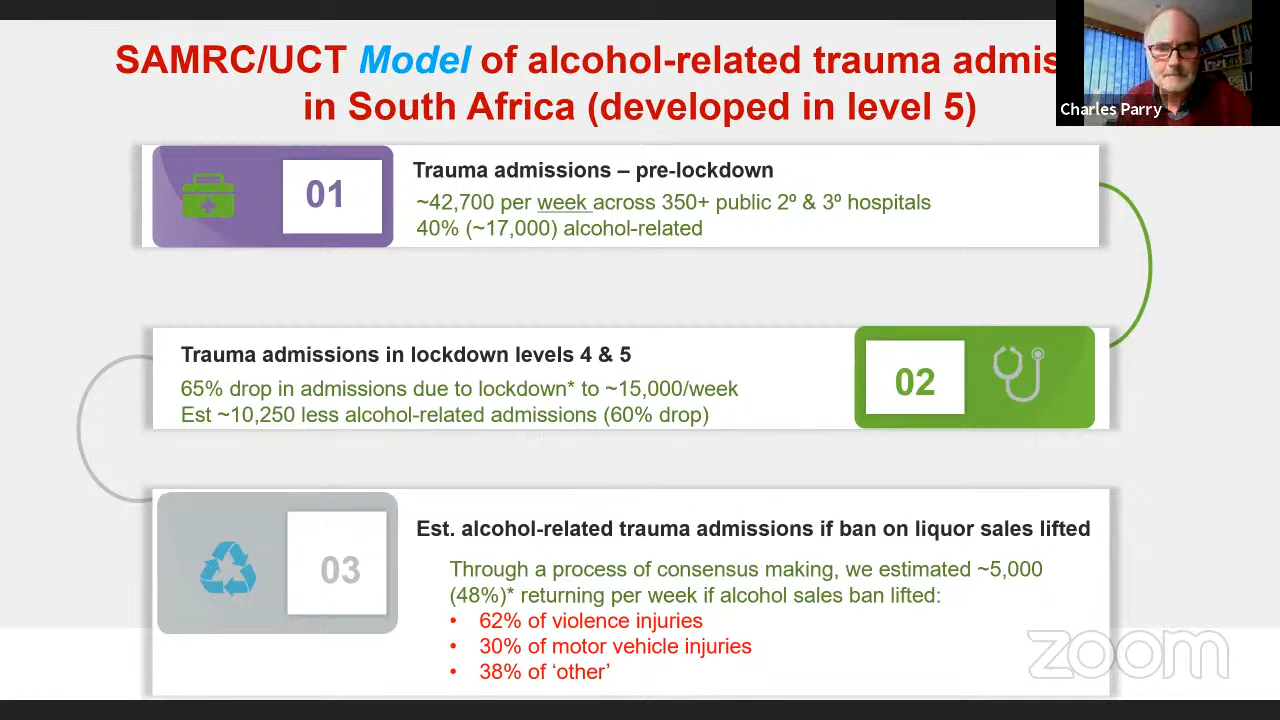 SAMRC/UCT Model of alcohol-related trauma admis
in South Africa (developed in level 5)
Charles Parry
01
Trauma admissions – pre-lockdown
~42,700 per week across 350+ public 2º & 3º hospitals
40% (~17,000) alcohol-related
Trauma admissions in lockdown levels 4 & 5
65% drop in admissions due to lockdown* to ~15,000/week
Est ~10,250 less alcohol-related admissions (60% drop)
02
03
Est. alcohol-related trauma admissions if ban on liquor sales lifted
Through a process of consensus making, we estimated ~5,000
(48%)* returning per week if alcohol sales ban lifted:
• 62% of violence injuries
• 30% of motor vehicle injuries
• 38% of ‘other’
zoom